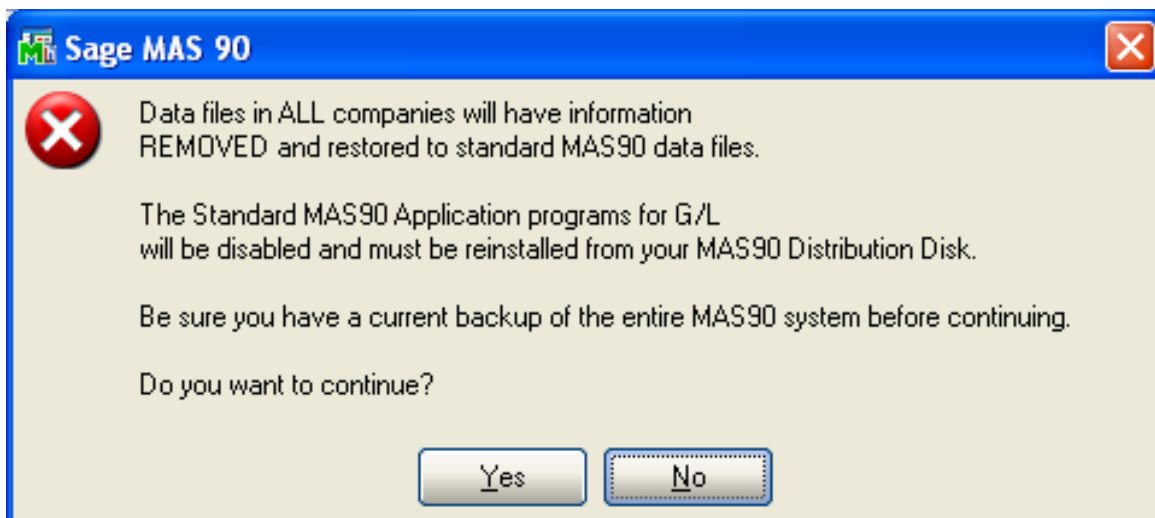 Sage MAS 90
Data files in ALL companies will have information
REMOVED and restored to standard MAS90 data files.
The Standard MAS90 Application programs for G/L
will be disabled and must be reinstalled from your MAS90 Distribution Disk.
Be sure you have a current backup of the entire MAS90 system before continuing.
Do you want to continue?
Yes
No